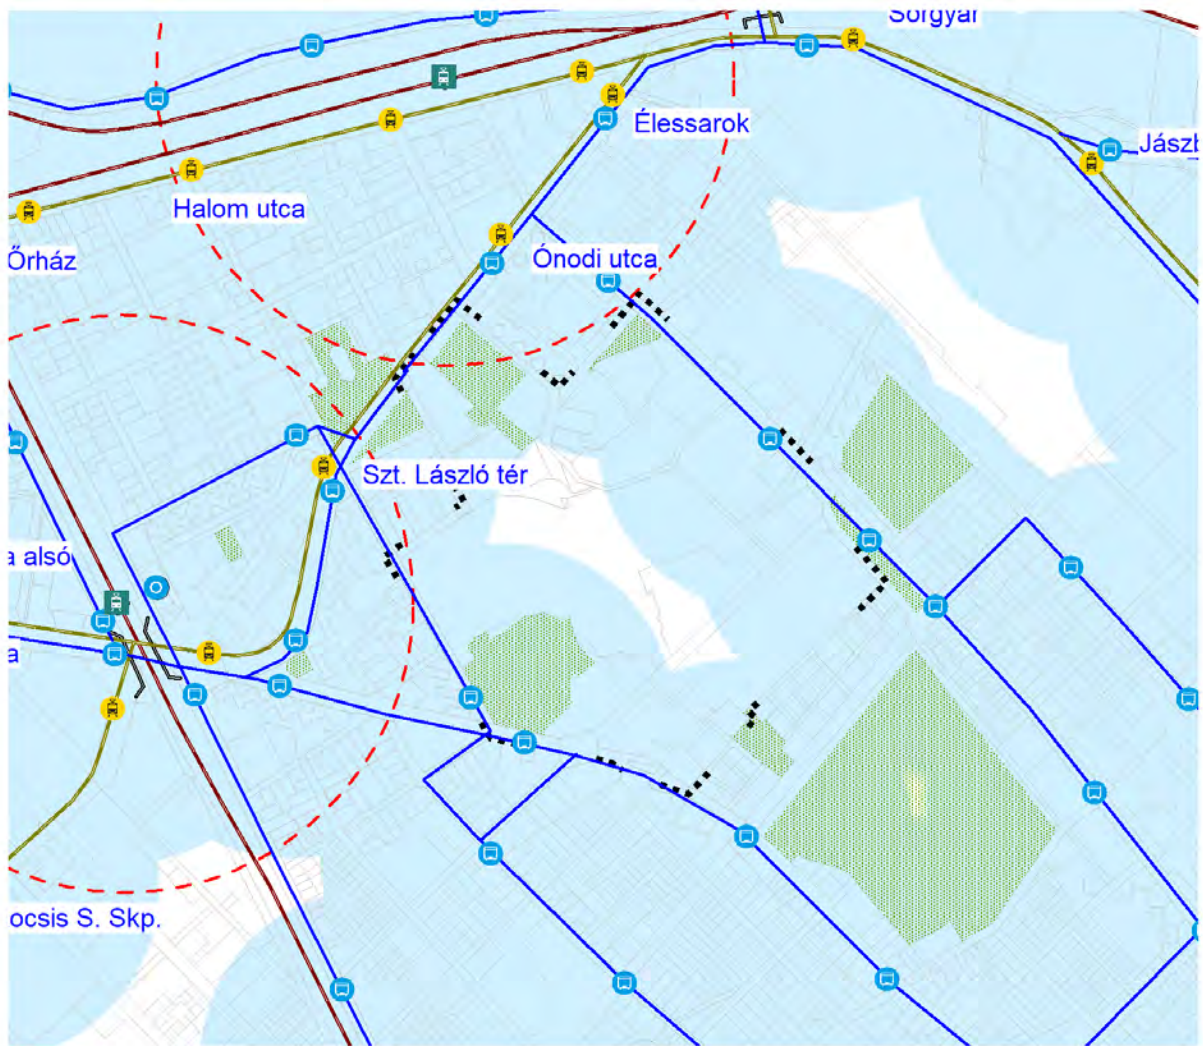 Sörgyár
Élessarok
Jászb
Halom utca
Őrház
Ónodi utca
Szt. László tér
a alsó
a
ocsis S. Skp.